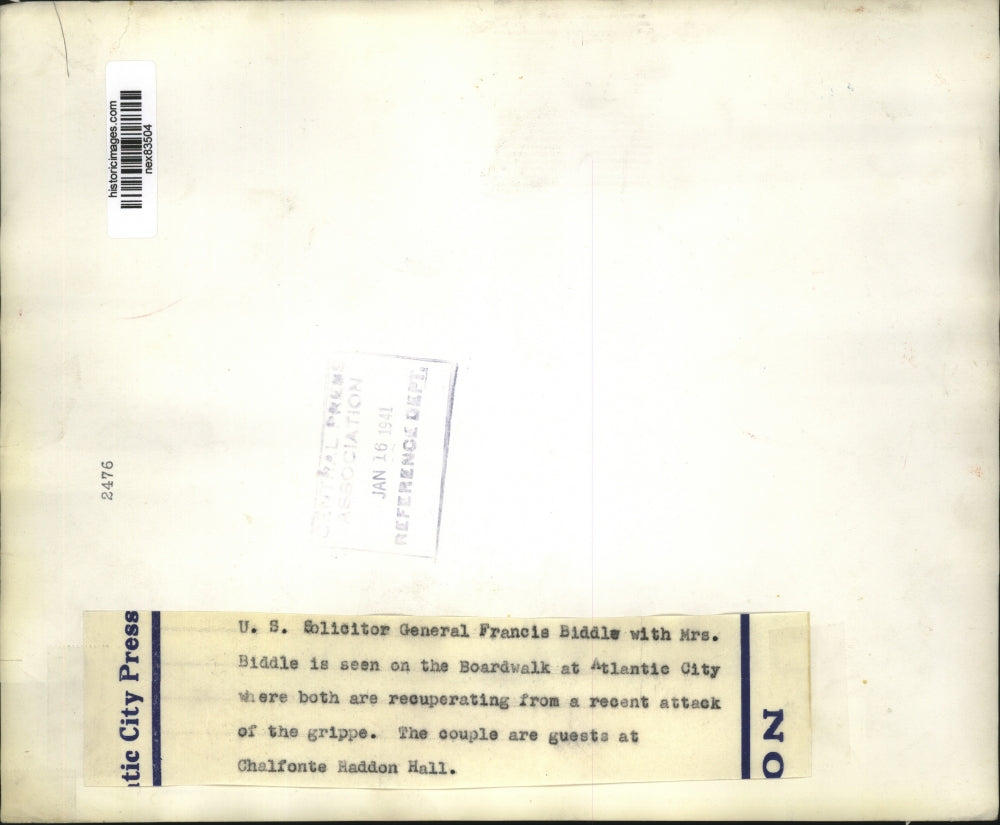 historicimages.com
nex83504
CENTRAL PRESS
ASSOCIATION
JAN 16 1941
REFERENCE DEPT.
2476
tic City Press
U. S. Solicitor General Francis Biddle with Mrs.
Biddle is seen on the Boardwalk at Atlantic City
where both are recuperating from a recent attack
of the grippe. The couple are guests at
Chalfonte Haddon Hall.
ON